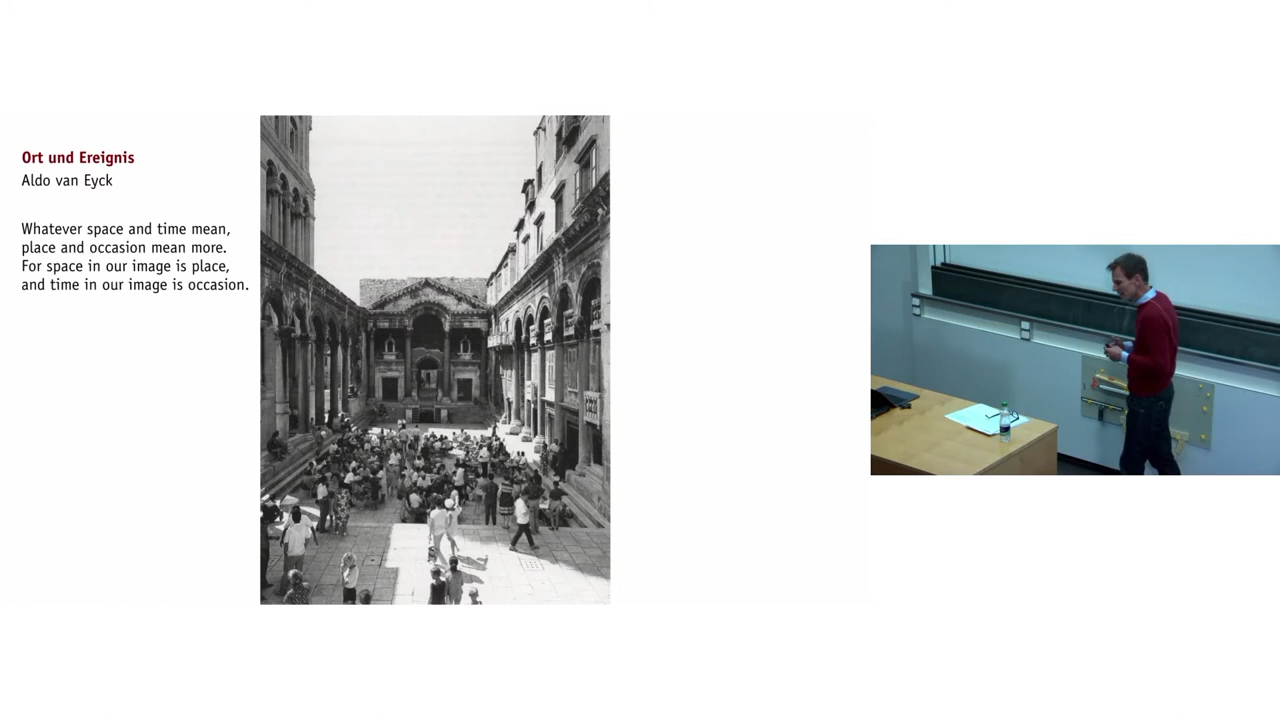 Ort und Ereignis
Aldo van Eyck
Whatever space and time mean,
place and occasion mean more.
For space in our image is place,
and time in our image is occasion.